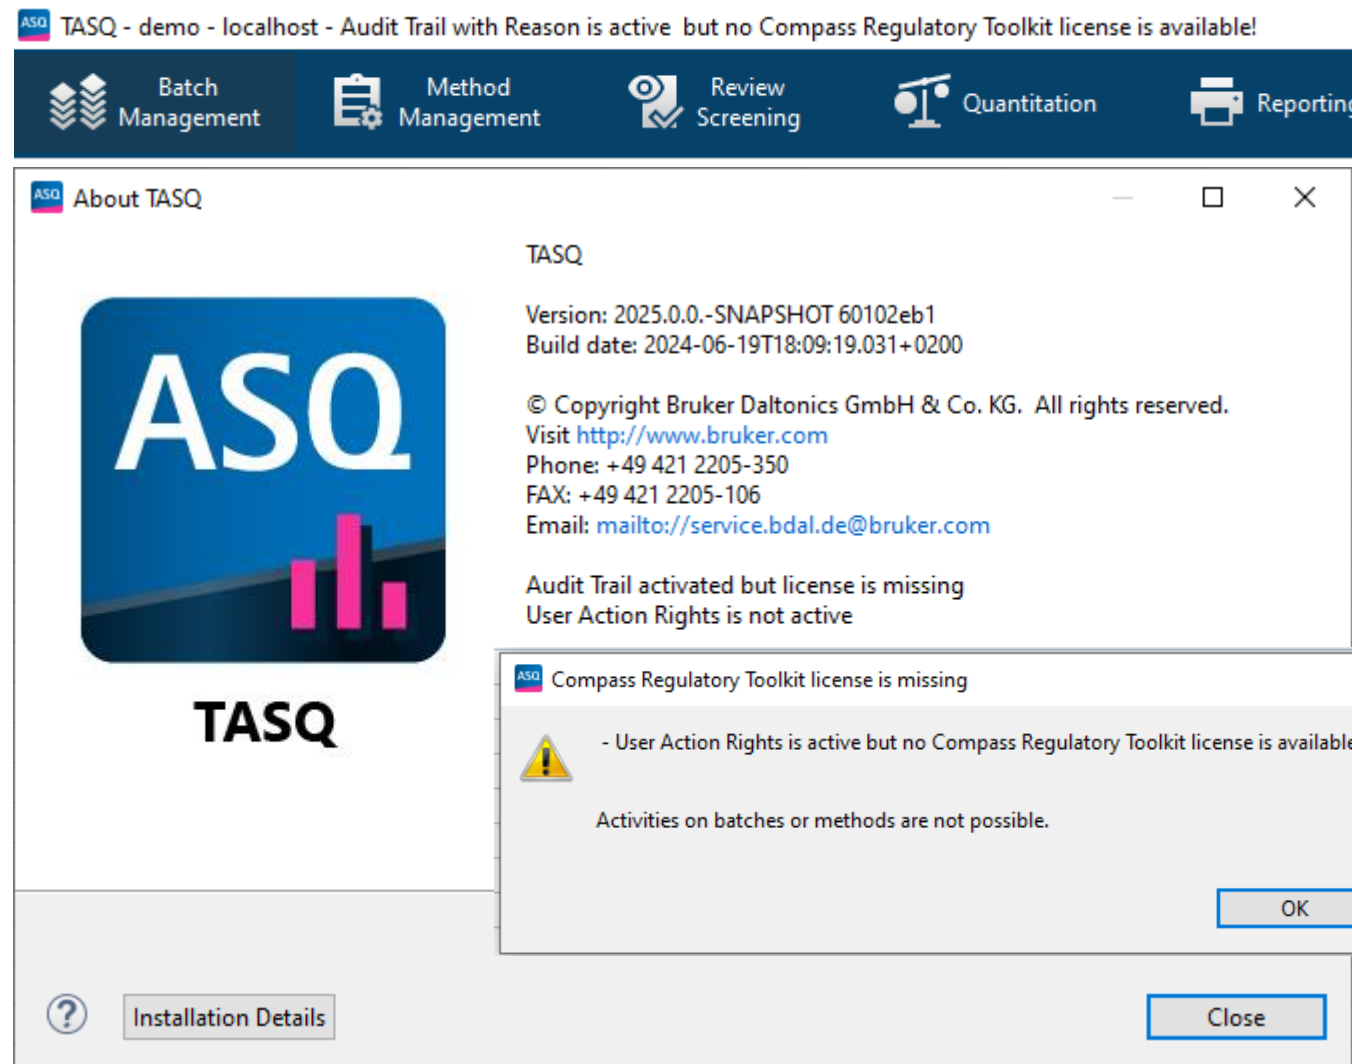 ASQ TASQ - demo - localhost - Audit Trail with Reason is active  but no Compass Regulatory Toolkit license is available!
Batch
Management
Method
Management
Review
Screening
Quantitation
Reporting
ASQ About TASQ
ASQ
TASQ
TASQ
Version: 2025.0.0.-SNAPSHOT 60102eb1
Build date: 2024-06-19T18:09:19.031+0200
© Copyright Bruker Daltonics GmbH & Co. KG.  All rights reserved.
Visit http://www.bruker.com
Phone: +49 421 2205-350
FAX: +49 421 2205-106
Email: mailto://service.bdal.de@bruker.com
Audit Trail activated but license is missing
User Action Rights is not active
ASQ Compass Regulatory Toolkit license is missing
- User Action Rights is active but no Compass Regulatory Toolkit license is available
Activities on batches or methods are not possible.
OK
? Installation Details
Close